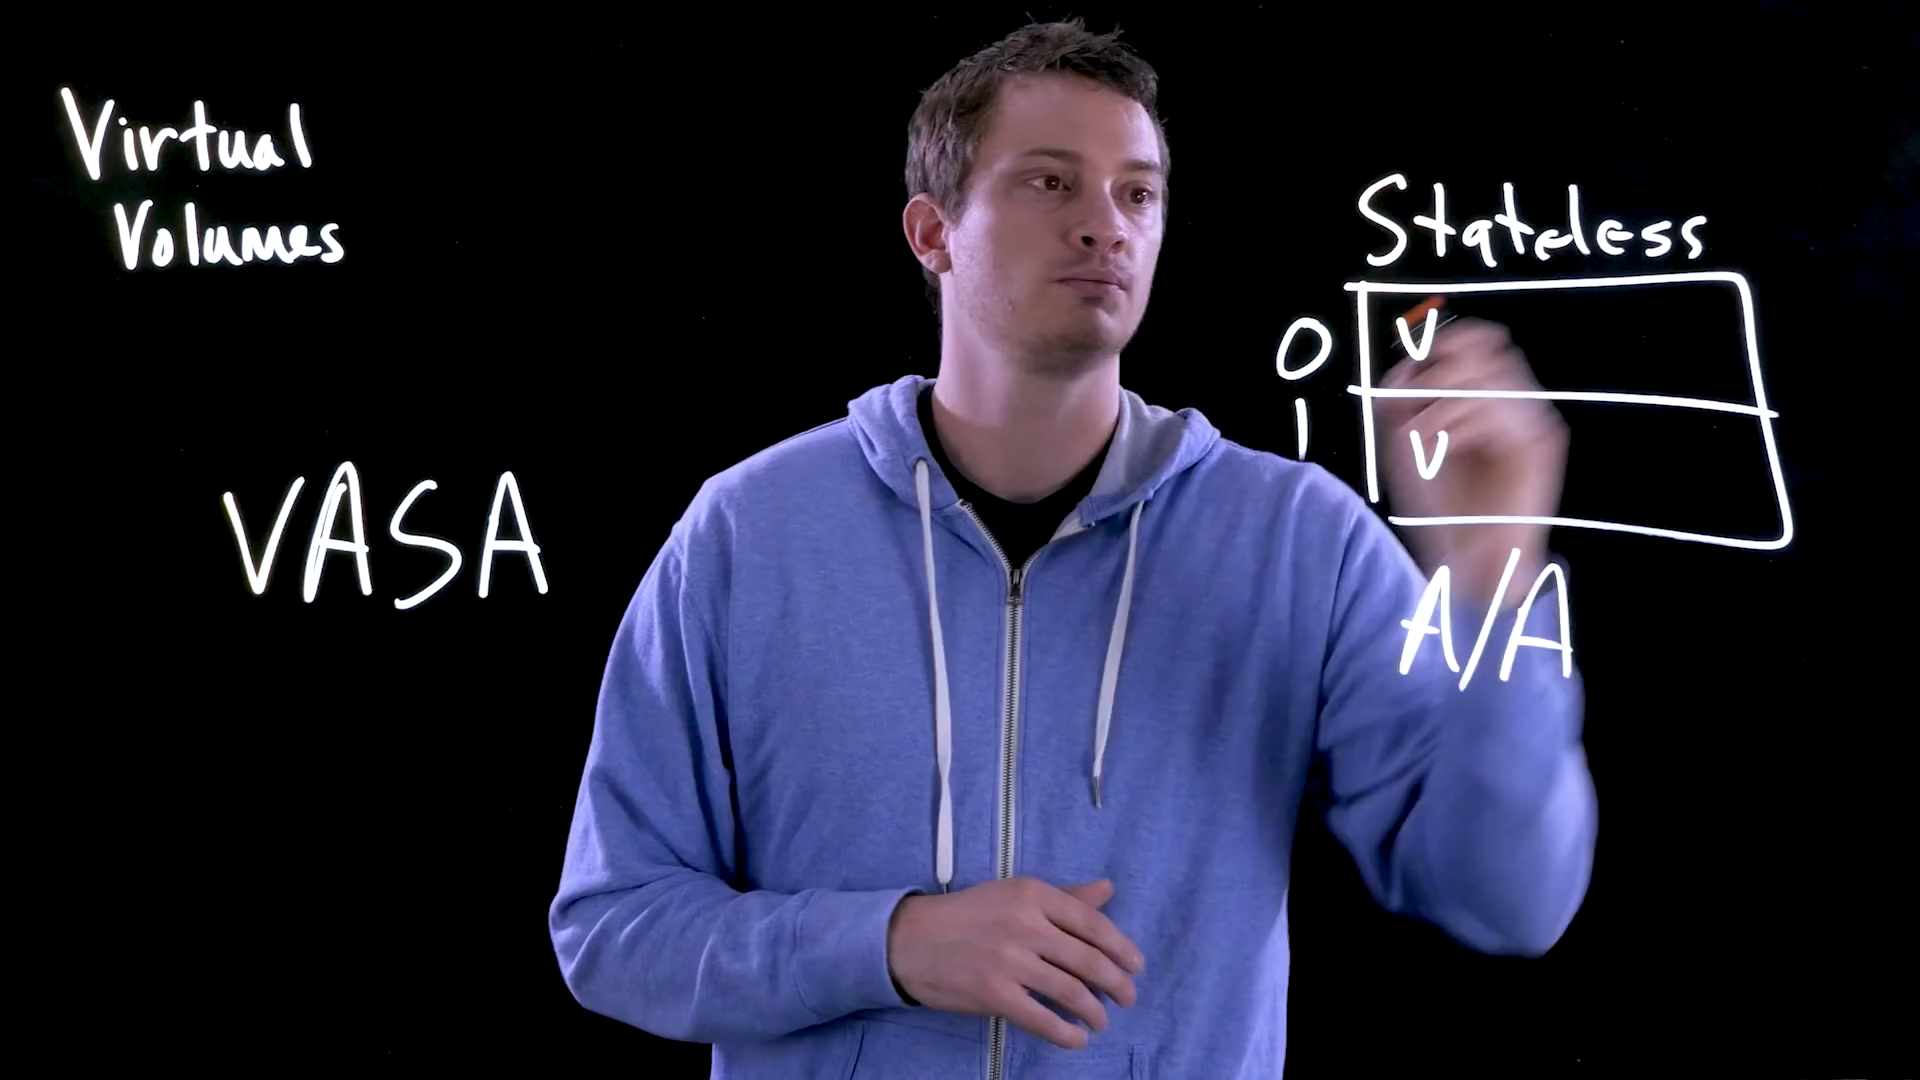 Virtual
Volumes
VASA
Stateless
0 V
1 V
A/A